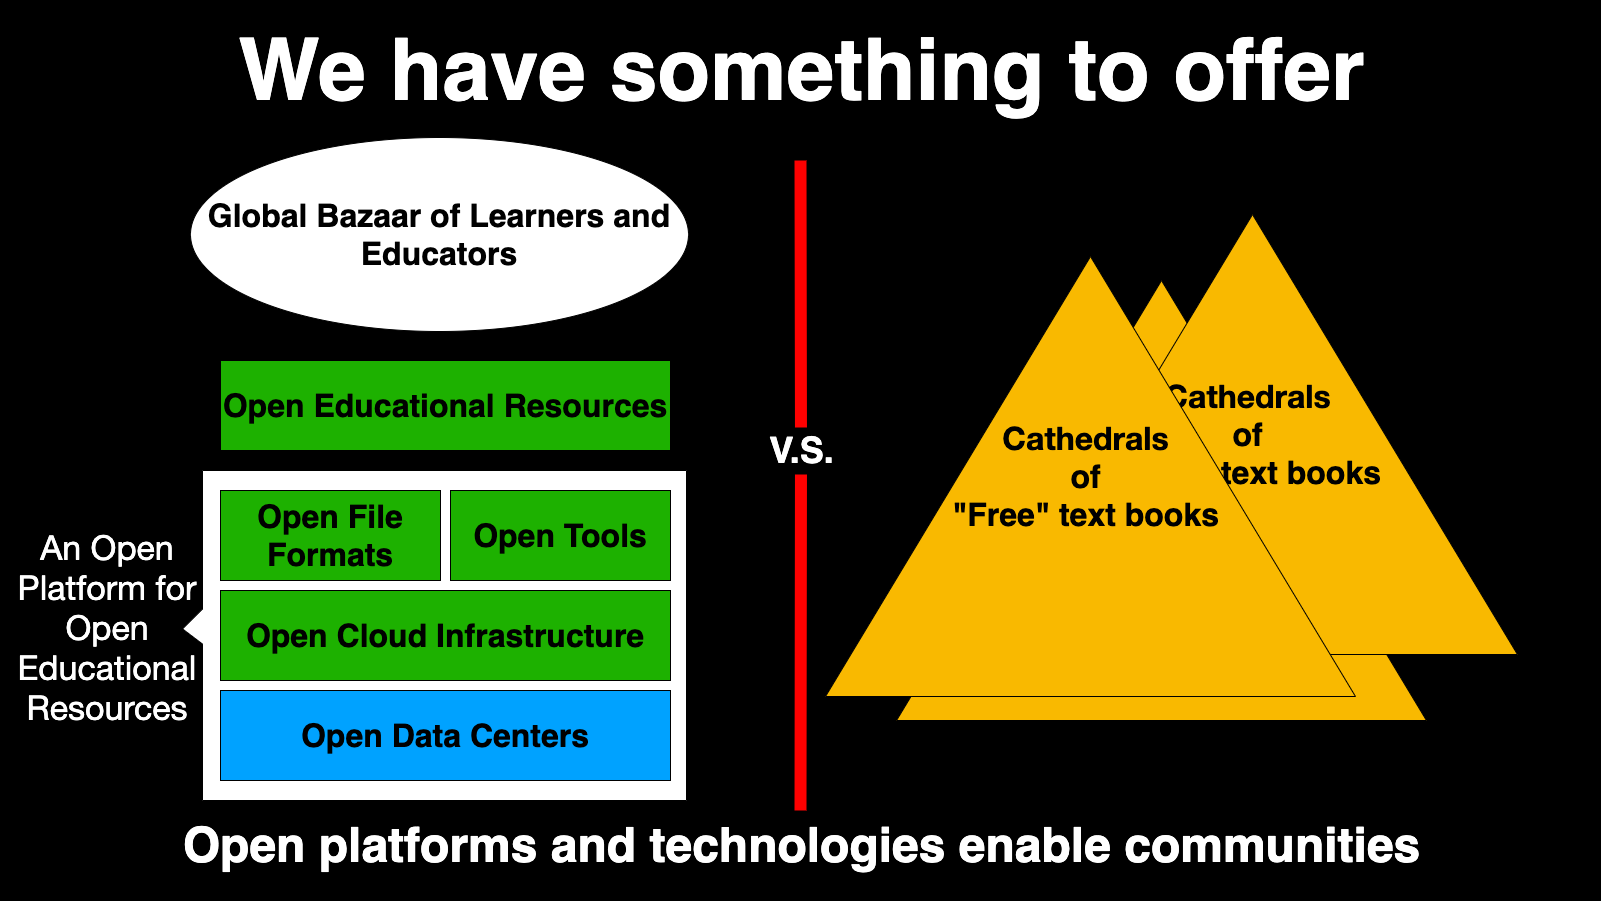 We have something to offer
Global Bazaar of Learners and
Educators
Open Educational Resources
Open File
Formats
Open Tools
Open Cloud Infrastructure
Open Data Centers
An Open
Platform for
Open
Educational
Resources
v.s.
Cathedrals
of
"Free" text books
Cathedrals
of
text books
Open platforms and technologies enable communities